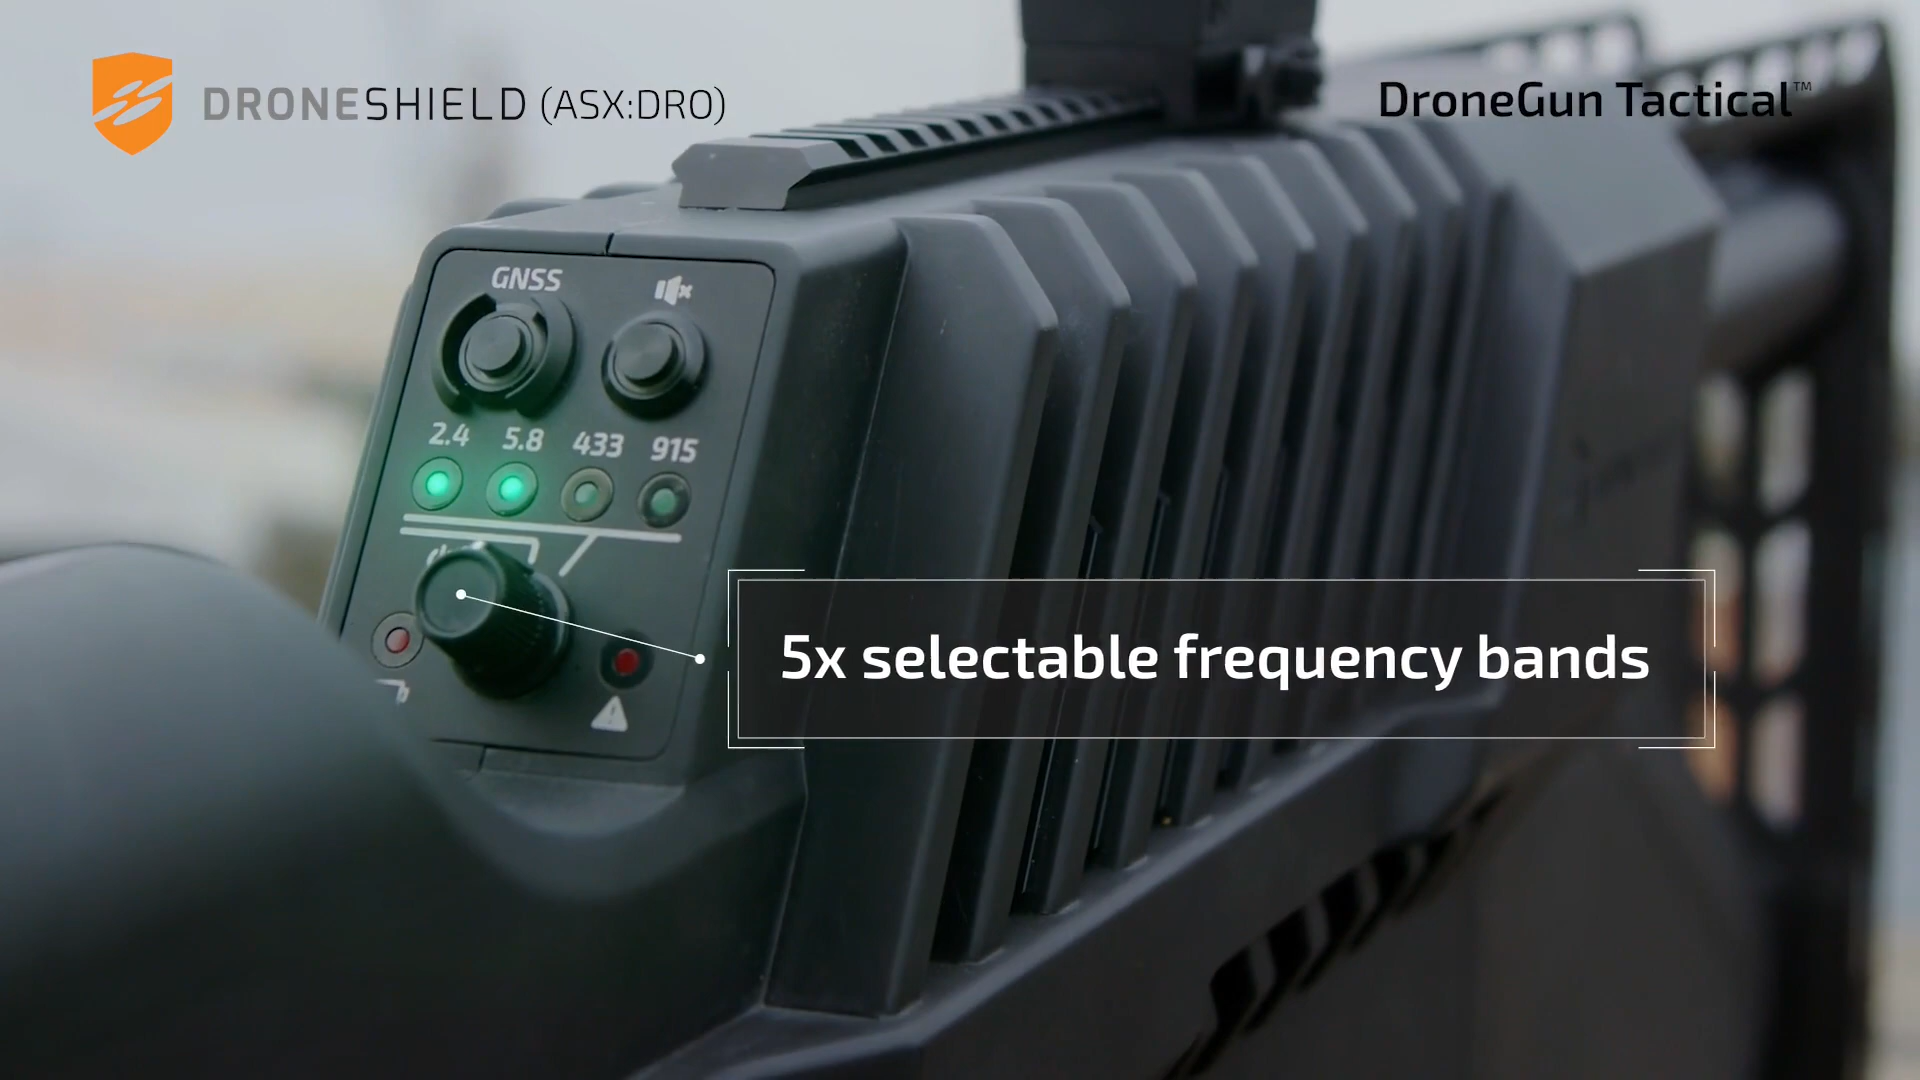 DRONESHIELD (ASX:DRO)
DroneGun Tactical™
GNSS
2.4 5.8 433 915
5x selectable frequency bands